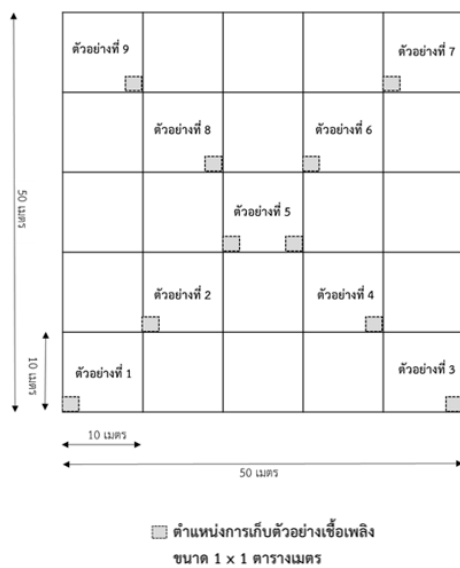 ตัวอย่างที่ 9
ตัวอย่างที่ 7
ตัวอย่างที่ 8
ตัวอย่างที่ 6
50 เมตร
ตัวอย่างที่ 5
ตัวอย่างที่ 2
ตัวอย่างที่ 4
10 เมตร
ตัวอย่างที่ 1
ตัวอย่างที่ 3
10 เมตร
50 เมตร
ตำแหน่งการเก็บตัวอย่างเชื้อเพลิง
ขนาด 1 x 1 ตารางเมตร